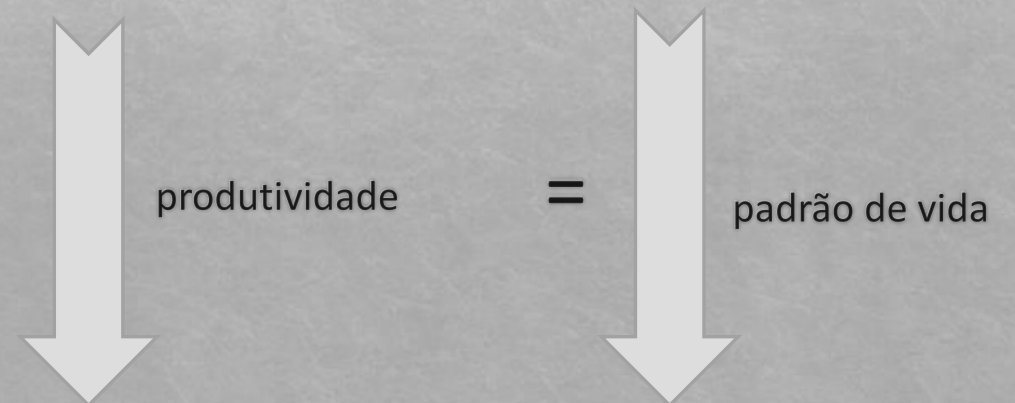 produtividade
=
padrão de vida